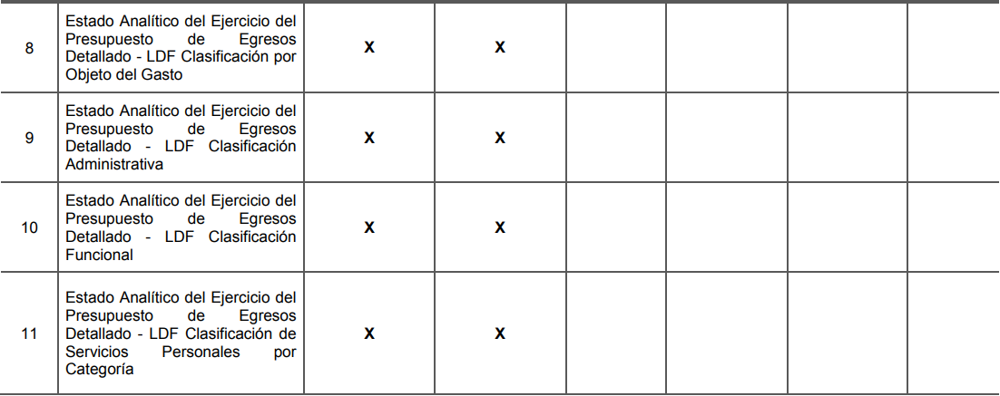 Estado Analítico del Ejercicio del
Presupuesto de Egresos
8 Detallado - LDF Clasificación por X X
Objeto del Gasto
Estado Analítico del Ejercicio del
Presupuesto de Egresos
9 Detallado - LDF Clasificación X X
Administrativa
Estado Analítico del Ejercicio del
Presupuesto de Egresos
10 Detallado - LDF Clasificación X X
Funcional
Estado Analítico del Ejercicio del
Presupuesto de Egresos
11 Detallado - LDF Clasificación de X X
Servicios Personales por
Categoría